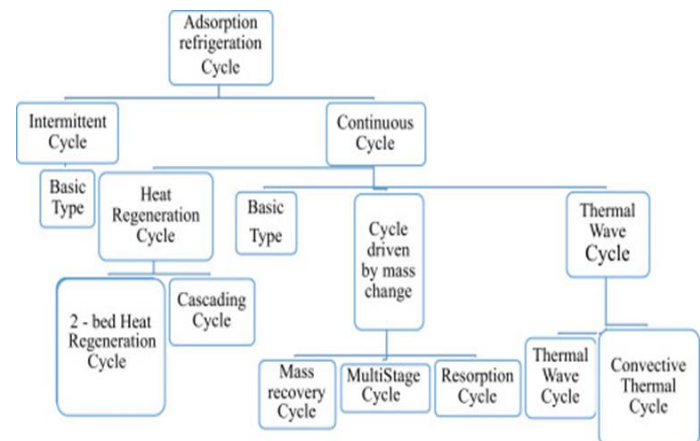 Adsorption
refrigeration
Cycle
Intermittent
Cycle
Continuous
Cycle
Basic
Type
Heat
Regeneration
Cycle
Basic
Type
Cycle
driven
by mass
change
Thermal
Wave
Cycle
2 - bed Heat
Regeneration
Cycle
Cascading
Cycle
Mass
recovery
Cycle
MultiStage
Cycle
Resorption
Cycle
Thermal
Wave
Cycle
Convective
Thermal
Cycle